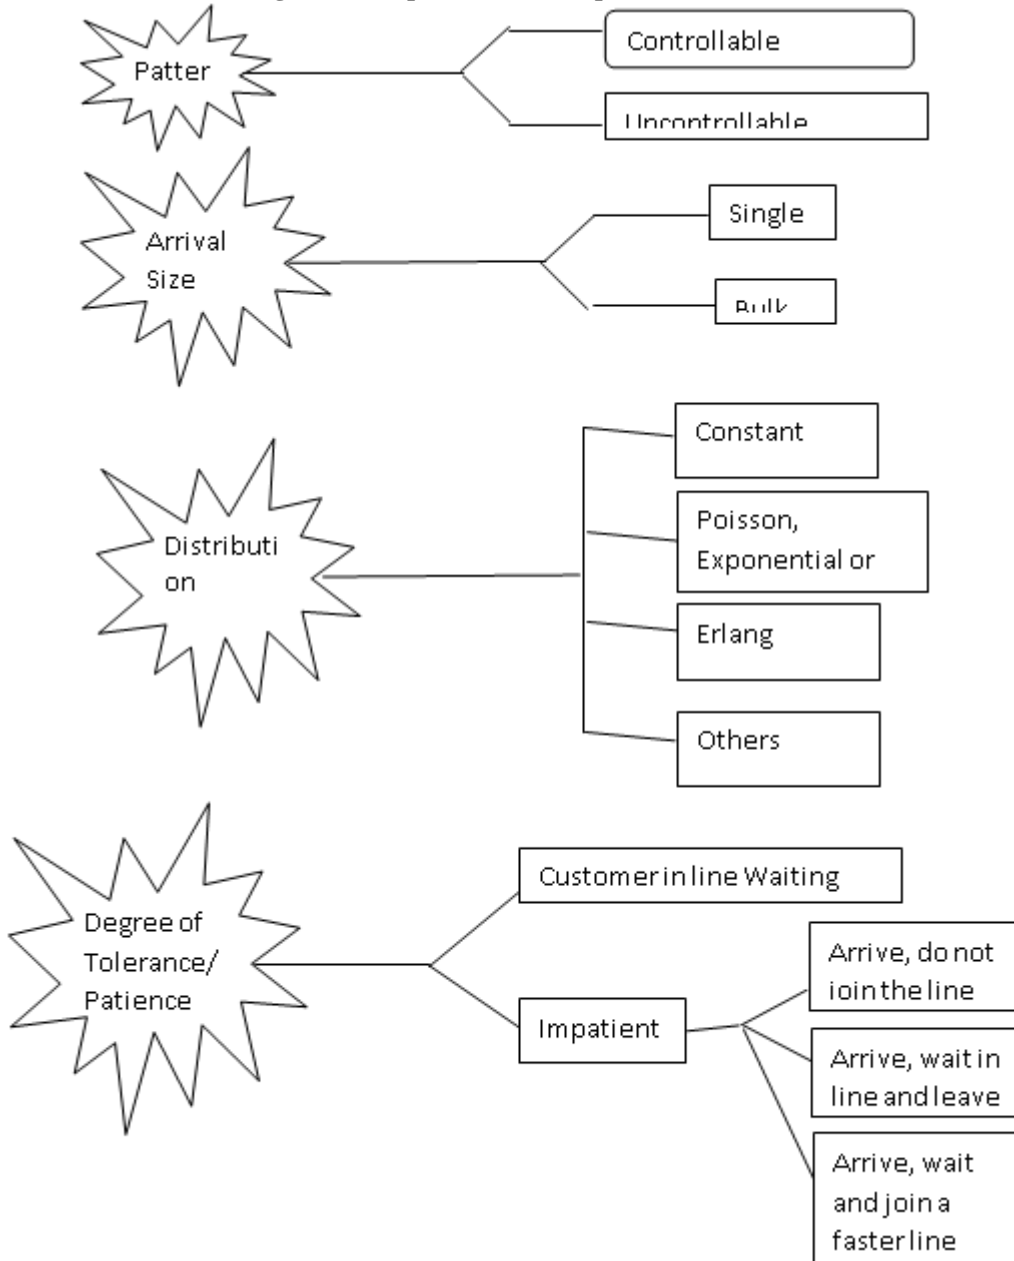 Patter
Controllable
Uncontrollable
Arrival
Size
Single
Bulk
Distributi
on
Constant
Poisson,
Exponential or
Erlang
Others
Degree of
Tolerance/
Patience
Customer in line Waiting
Impatient
Arrive, do not
join the line
Arrive, wait in
line and leave
Arrive, wait
and join a
faster line